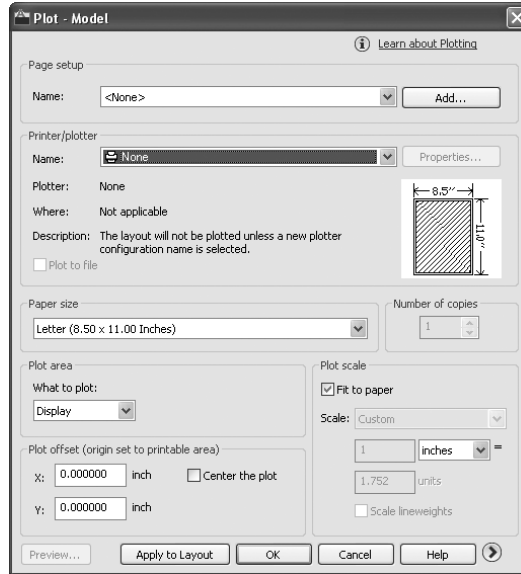 Plot - Model
Learn about Plotting
Page setup
Name: <None> Add...
Printer/plotter
Name: None Properties...
Plotter: None
Where: Not applicable
Description: The layout will not be plotted unless a new plotter
configuration name is selected.
Plot to file
8.5″
11.0″
Paper size
Letter (8.50 x 11.00 Inches)
Number of copies
1
Plot area
What to plot:
Display
Plot offset (origin set to printable area)
X: 0.000000 inch Center the plot
Y: 0.000000 inch
Plot scale
Fit to paper
Scale: Custom
1 inches =
1.752 units
Scale lineweights
Preview... Apply to Layout OK Cancel Help